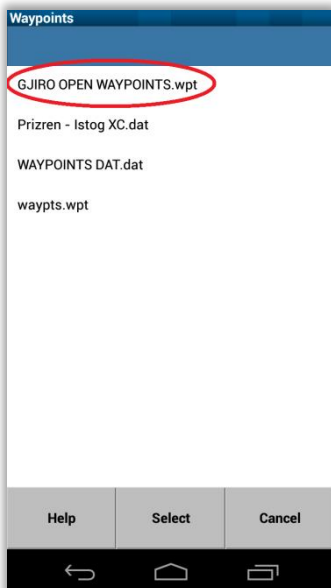 Waypoints
GJIRO OPEN WAYPOINTS.wpt
Prizren - Istog XC.dat
WAYPOINTS DAT.dat
waypts.wpt
Help Select Cancel